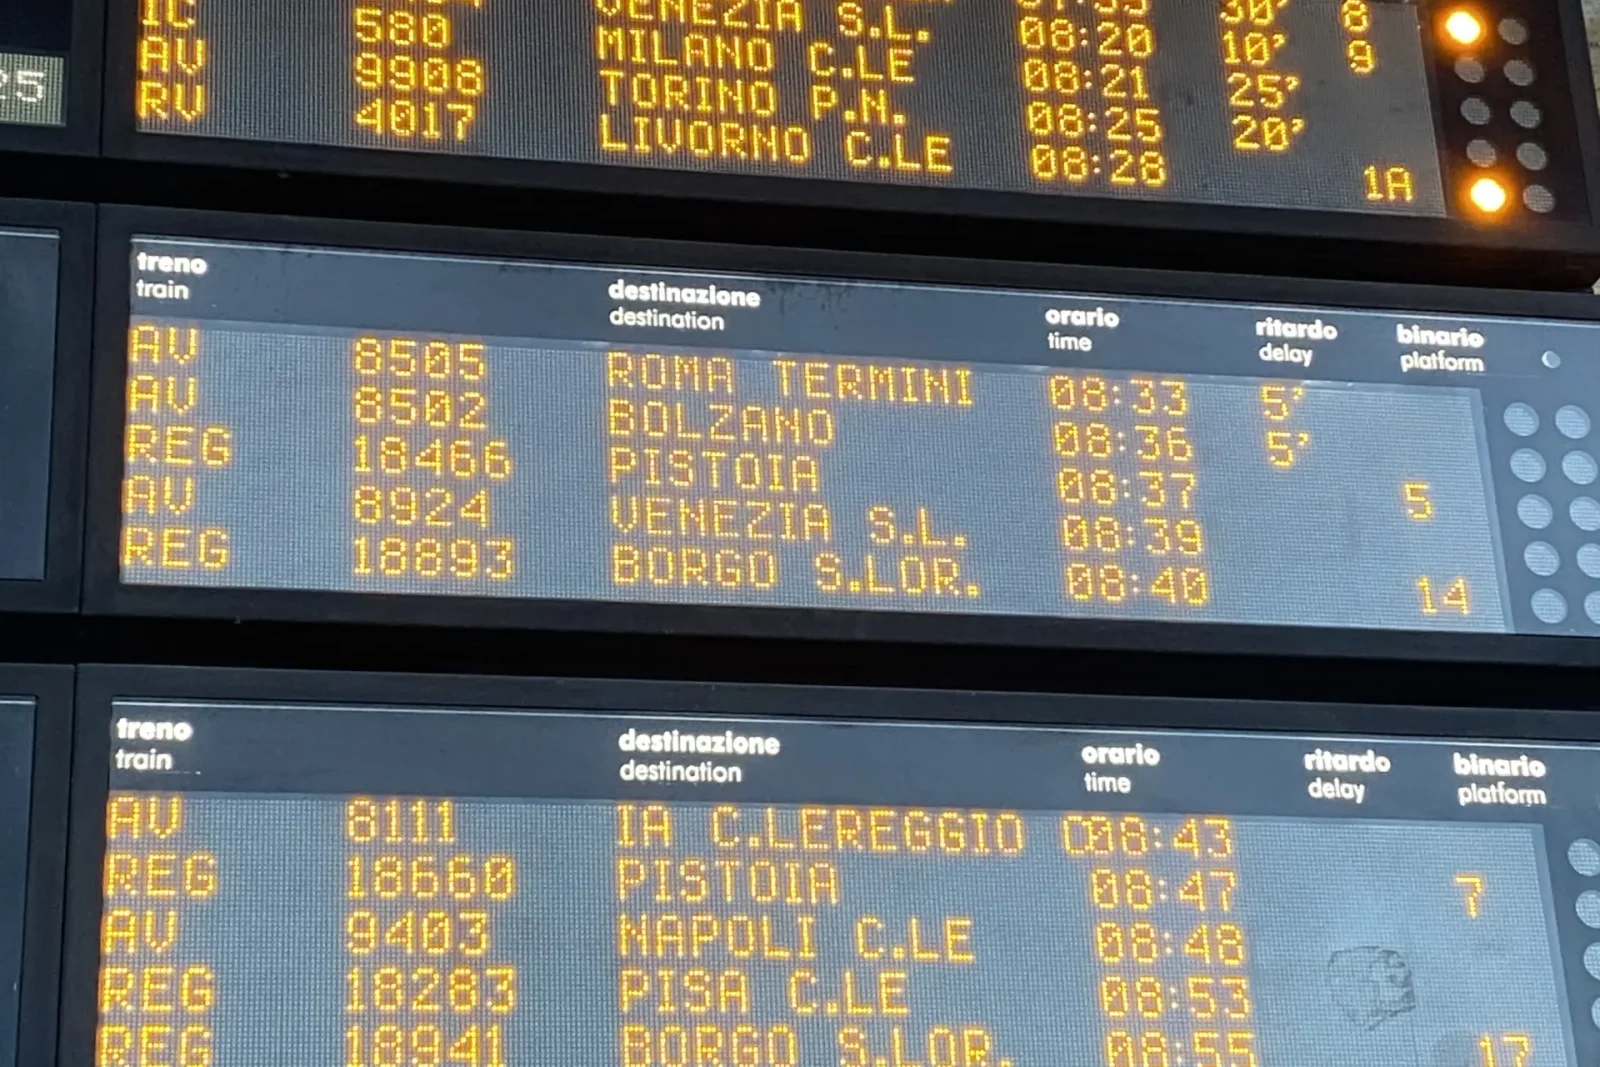 30' 8
VENEZIA S.L. 08:20 10' 9
IC 580 MILANO C.LE 08:21 25'
AV 9908 TORINO P.N. 08:25 20'
RV 4017 LIVORNO C.LE 08:28 1A
25
treno destinazione orario ritardo binario
train destination time delay platform
AV 8505 ROMA TERMINI 08:33 5'
AV 8502 BOLZANO 08:36 5'
REG 18466 PISTOIA 08:37 5
AV 8924 VENEZIA S.L. 08:39
REG 18893 BORGO S.LOR. 08:40 14
treno destinazione orario ritardo binario
train destination time delay platform
AV 8111 IA C.LEREGGIO C08:43
REG 18660 PISTOIA 08:47 7
AV 9403 NAPOLI C.LE 08:48
REG 18283 PISA C.LE 08:53
REG 18941 BORGO S.LOR. 08:55 17